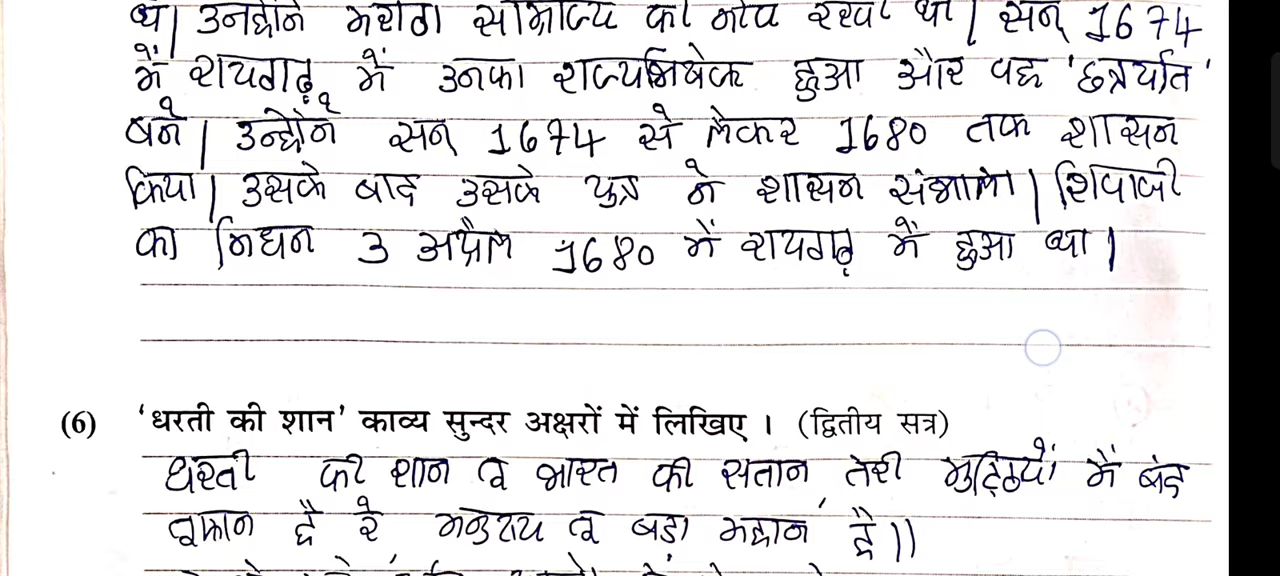 था। उन्होंने मराठा साम्राज्य की नींव रखी थी। सन् 1674
में रायगढ़ में उनका राज्यभिषेक हुआ और वह 'छत्रपति'
बने। उन्होंने सन् 1674 से लेकर 1680 तक शासन
किया। उसके बाद उसके पुत्र ने शासन संभाला। शिवाजी
का निधन 3 अप्रैल 1680 में रायगढ़ में हुआ था।
(6) 'धरती की शान' काव्य सुन्दर अक्षरों में लिखिए । (द्वितीय सत्र)
धरती की शान तू भारत की संतान तेरी मुट्ठियों में बंद
तूफान है रे मनुष्य तू बड़ा महान है।।